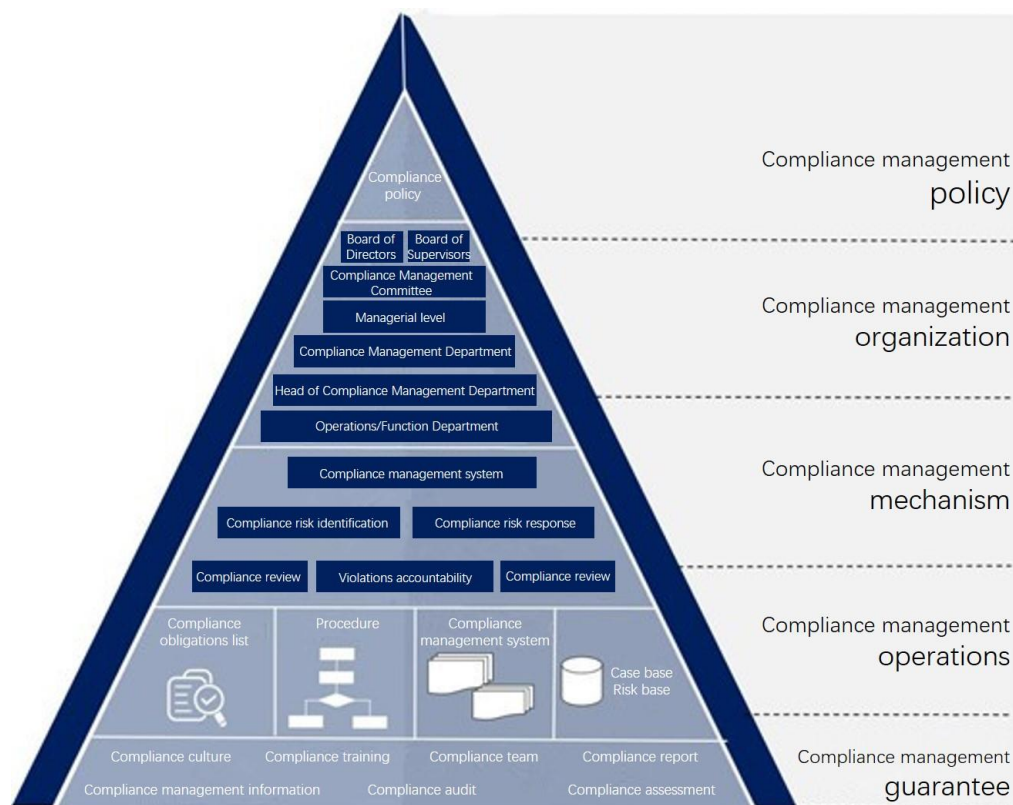 Compliance
policy
Board of
Directors
Board of
Supervisors
Compliance Management
Committee
Managerial level
Compliance Management Department
Head of Compliance Management Department
Operations/Function Department
Compliance management system
Compliance risk identification
Compliance risk response
Compliance review
Violations accountability
Compliance review
Compliance
obligations list
Procedure
Compliance
management system
Case base
Risk base
Compliance culture
Compliance training
Compliance team
Compliance report
Compliance management information
Compliance audit
Compliance assessment
Compliance management
policy
Compliance management
organization
Compliance management
mechanism
Compliance management
operations
Compliance management
guarantee